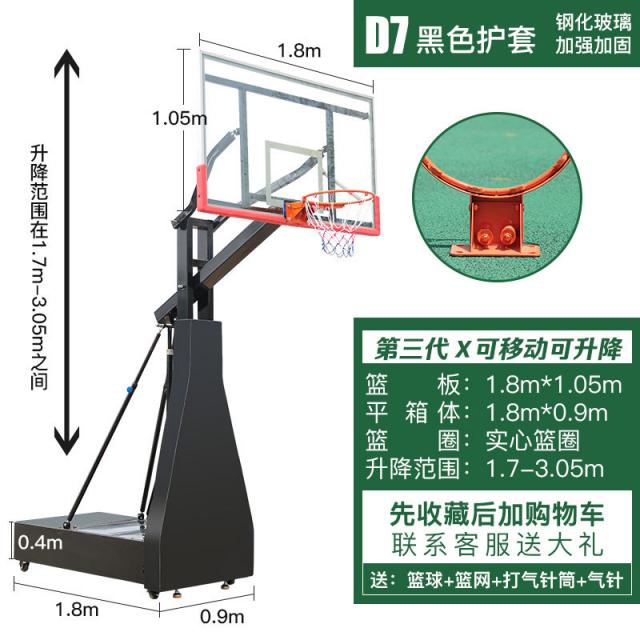 D7 黑色护套 钢化玻璃
加强加固
1.8m
1.05m
升降范围在1.7m-3.05m之间
第三代 X可移动可升降
篮 板：1.8m*1.05m
平 箱 体：1.8m*0.9m
篮 圈：实心篮圈
升降范围：1.7-3.05m
先收藏后加购物车
联系客服送大礼
送：篮球+篮网+打气针筒+气针
0.4m
1.8m
0.9m